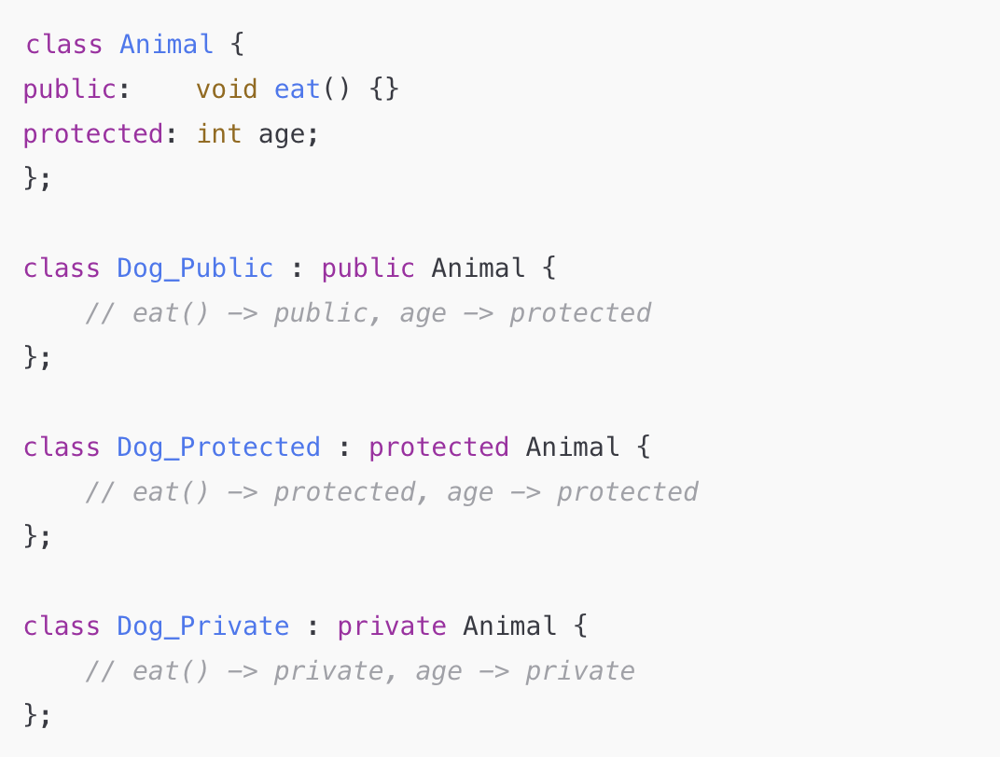 class Animal {
public:    void eat() {}
protected: int age;
};
class Dog_Public : public Animal {
    // eat() -> public, age -> protected
};
class Dog_Protected : protected Animal {
    // eat() -> protected, age -> protected
};
class Dog_Private : private Animal {
    // eat() -> private, age -> private
};